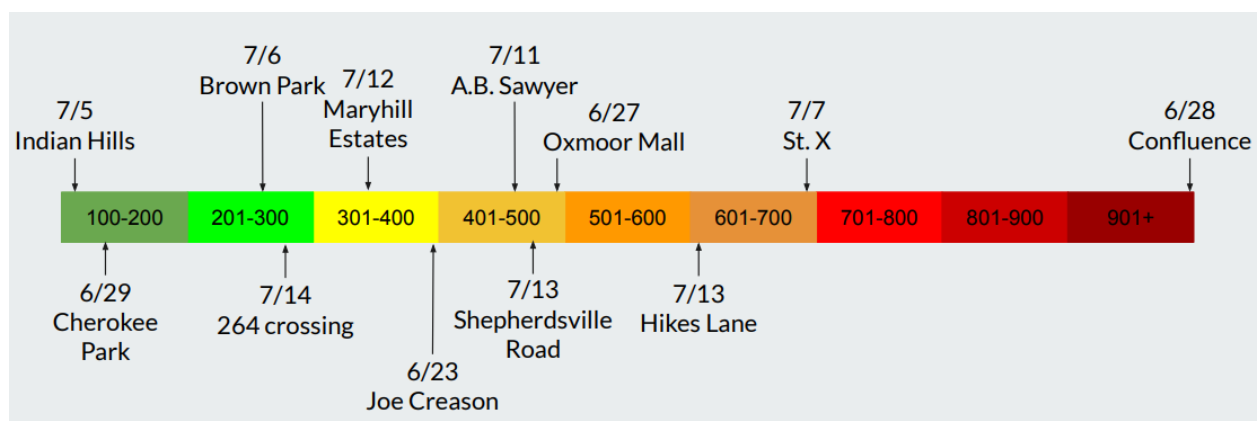 7/5
Indian Hills
7/6
Brown Park
7/12
Maryhill
Estates
7/11
A.B. Sawyer
6/27
Oxmoor Mall
7/7
St. X
6/28
Confluence
100-200
201-300
301-400
401-500
501-600
601-700
701-800
801-900
901+
6/29
Cherokee
Park
7/14
264 crossing
6/23
Joe Creason
7/13
Shepherdsville
Road
7/13
Hikes Lane